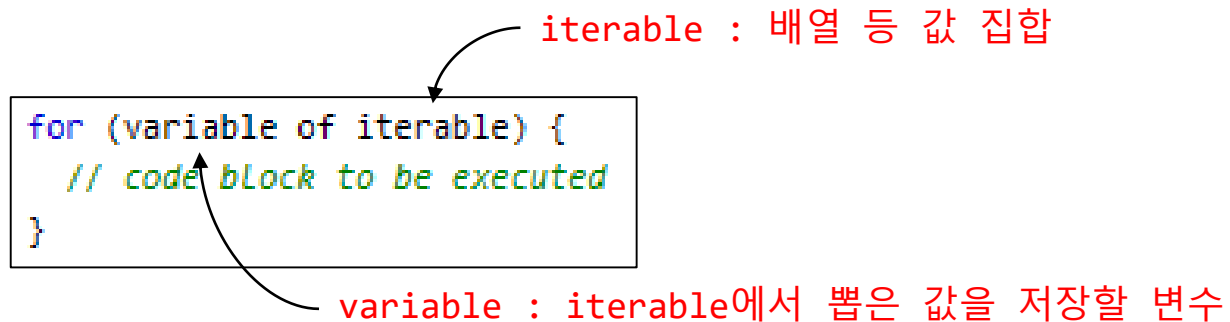 iterable : 배열 등 값 집합
for (variable of iterable) {
// code block to be executed
}
variable : iterable에서 뽑은 값을 저장할 변수